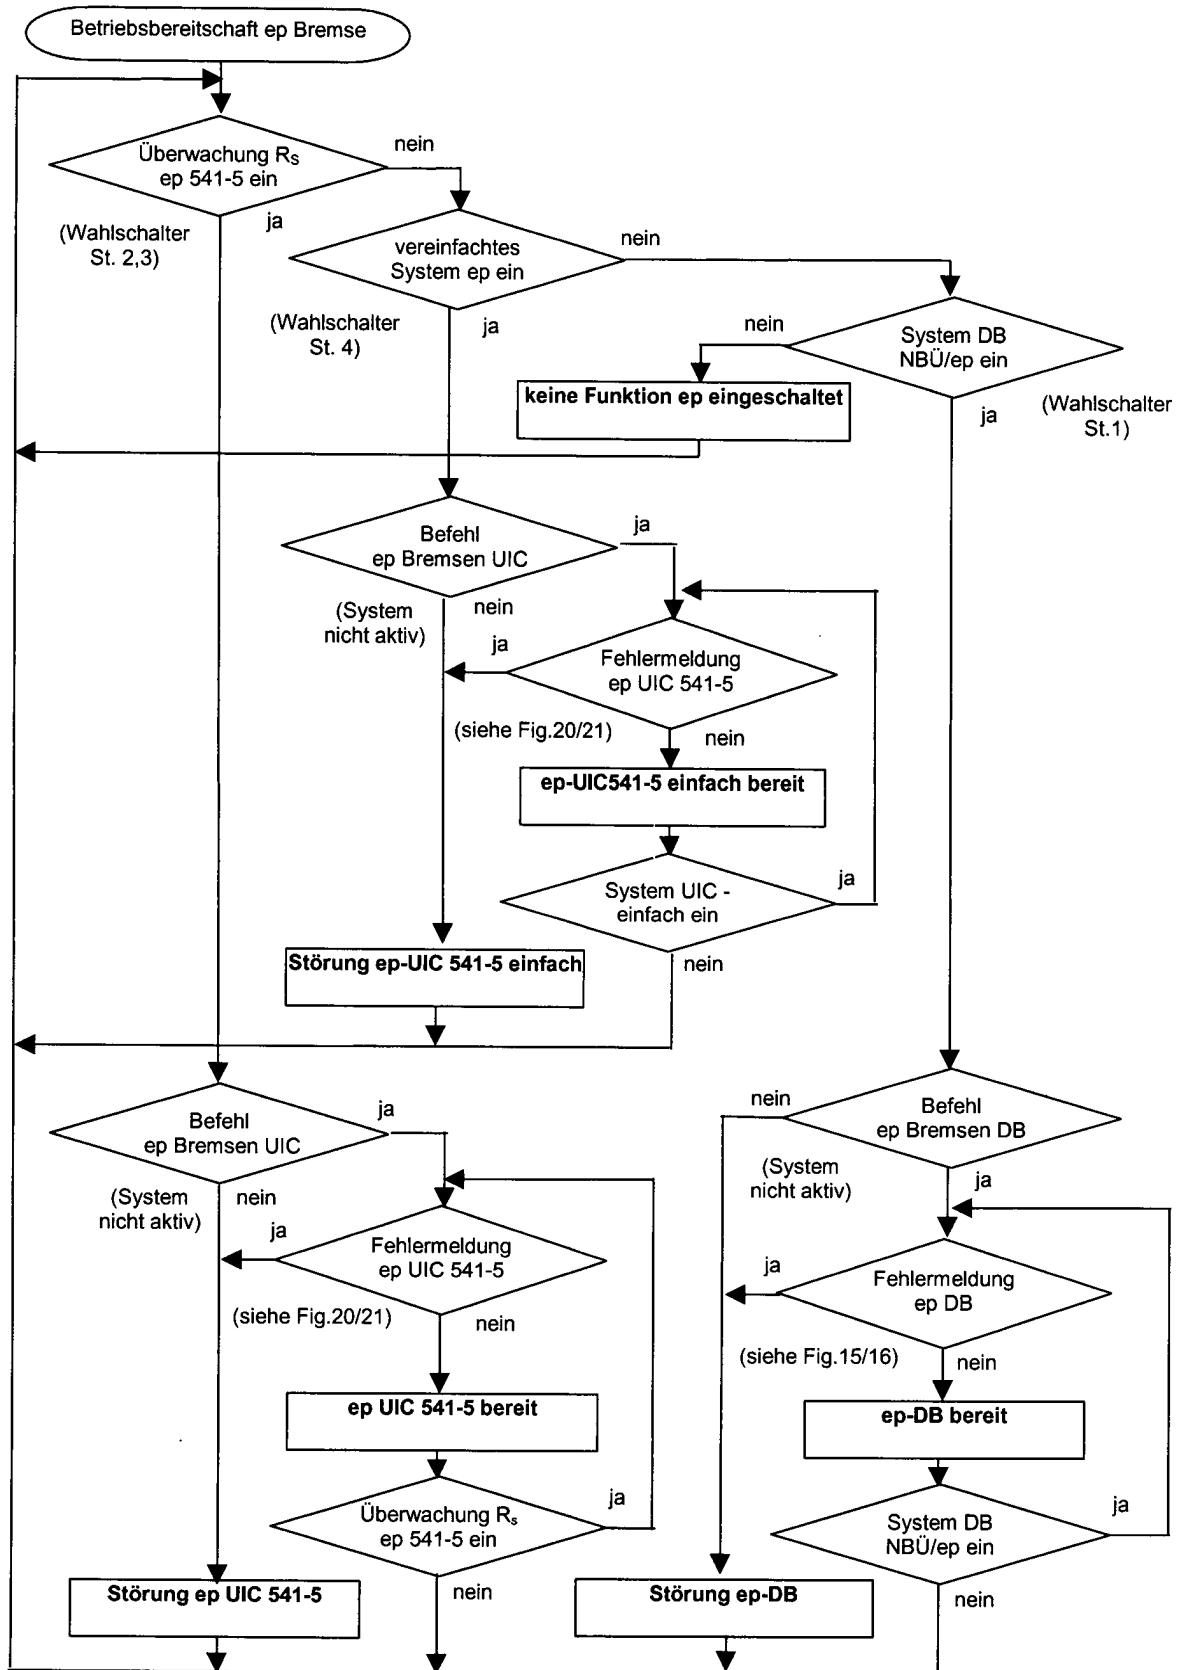 Betriebsbereitschaft ep Bremse
nein
Überwachung Rs
ep 541-5 ein
ja
(Wahlschalter
St. 2,3)
nein
vereinfachtes
System ep ein
(Wahlschalter
St. 4)
ja
nein
System DB
NBÜ/ep ein
keine Funktion ep eingeschaltet
ja
(Wahlschalter
St.1)
Befehl
ep Bremsen UIC
ja
(System
nicht aktiv)
nein
ja
Fehlermeldung
ep UIC 541-5
(siehe Fig.20/21)
nein
ep-UIC541-5 einfach bereit
ja
System UIC -
einfach ein
Störung ep-UIC 541-5 einfach
nein
Befehl
ep Bremsen UIC
ja
nein
Befehl
ep Bremsen DB
(System
nicht aktiv)
nein
(System
nicht aktiv)
ja
ja
Fehlermeldung
ep UIC 541-5
ja
Fehlermeldung
ep DB
(siehe Fig.20/21)
nein
(siehe Fig.15/16)
nein
ep UIC 541-5 bereit
ep-DB bereit
Überwachung Rs
ep 541-5 ein
ja
System DB
NBÜ/ep ein
ja
Störung ep UIC 541-5
nein
Störung ep-DB
nein